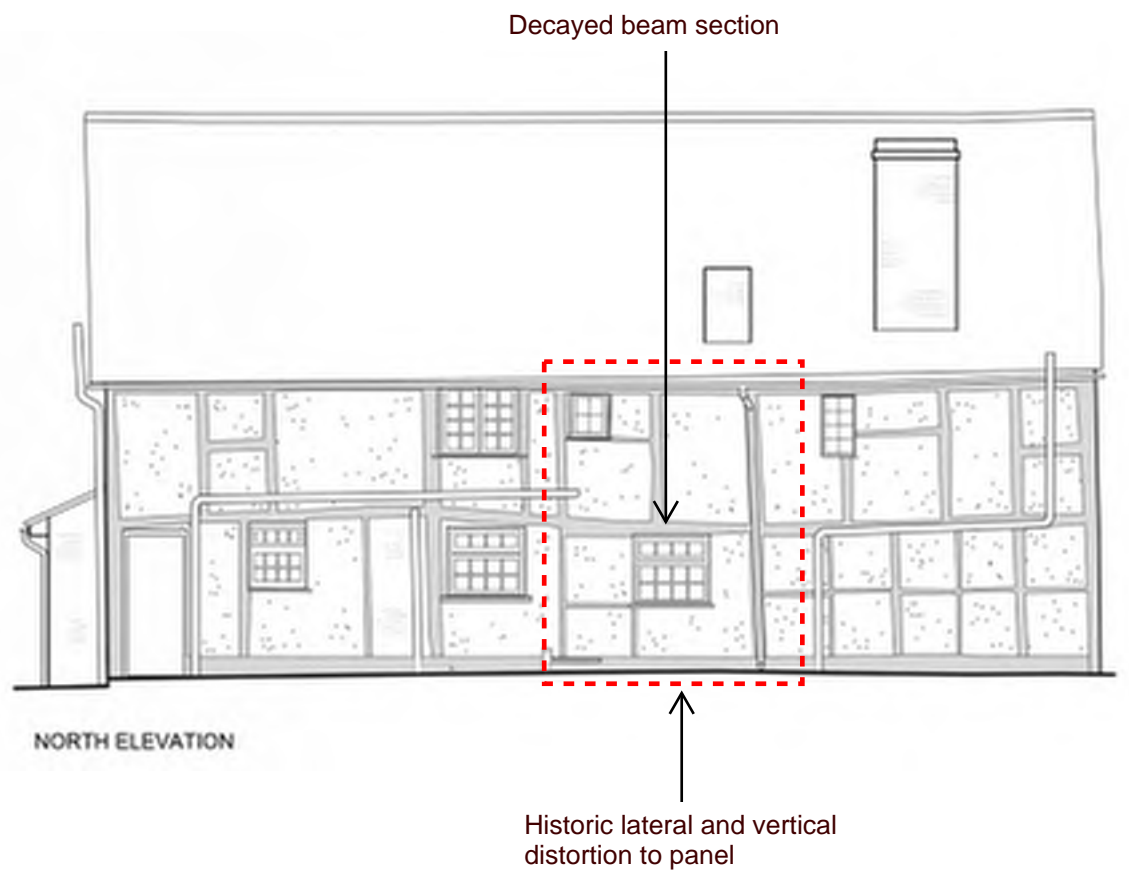 Decayed beam section
NORTH ELEVATION
Historic lateral and vertical
distortion to panel